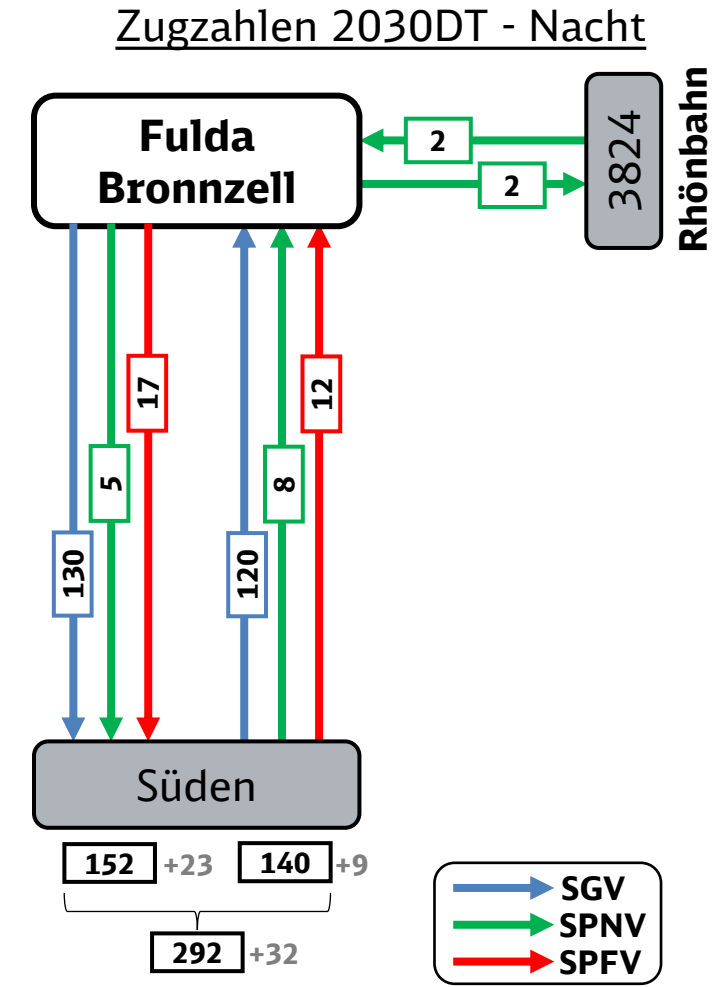 Zugzahlen 2030DT - Nacht
Fulda
Bronnzell
2
2
3824
Rhönbahn
17
12
5
8
130
120
Süden
152 +23
140 +9
292 +32
SGV
SPNV
SPFV